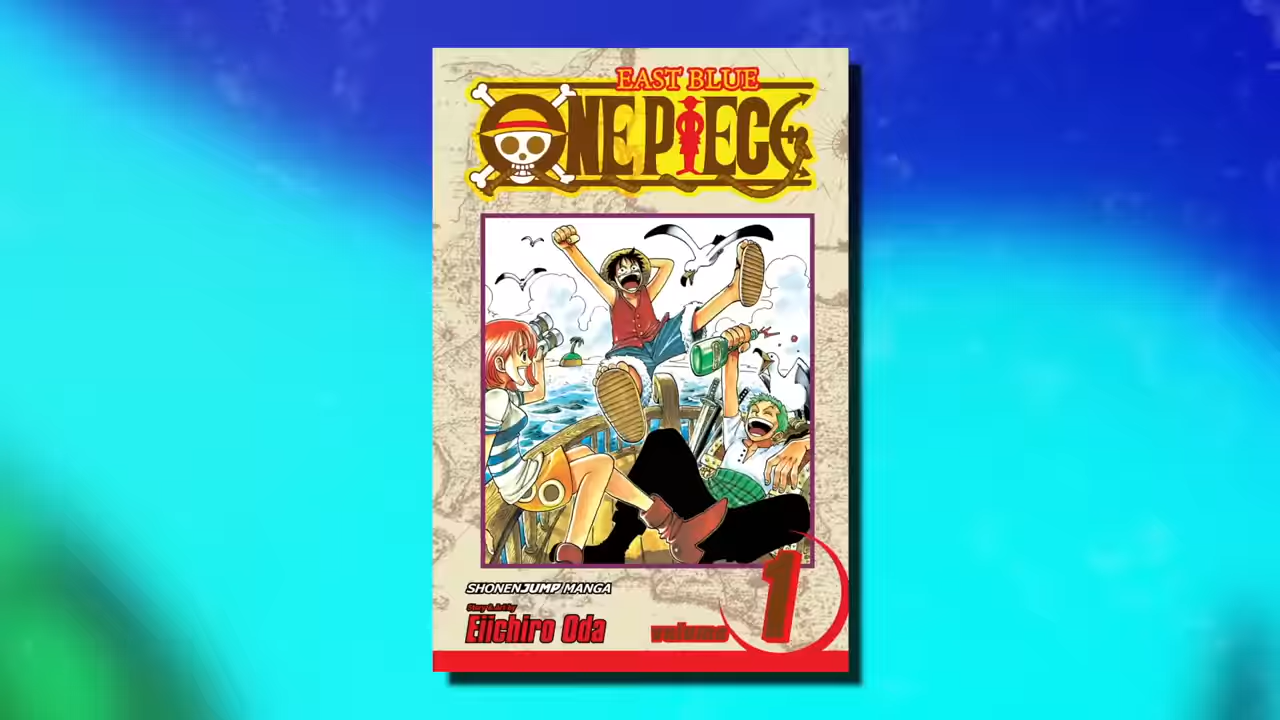 EAST BLUE
ONE PIECE
SHONEN JUMP MANGA
Story & Art by
Eiichiro Oda
volume
1